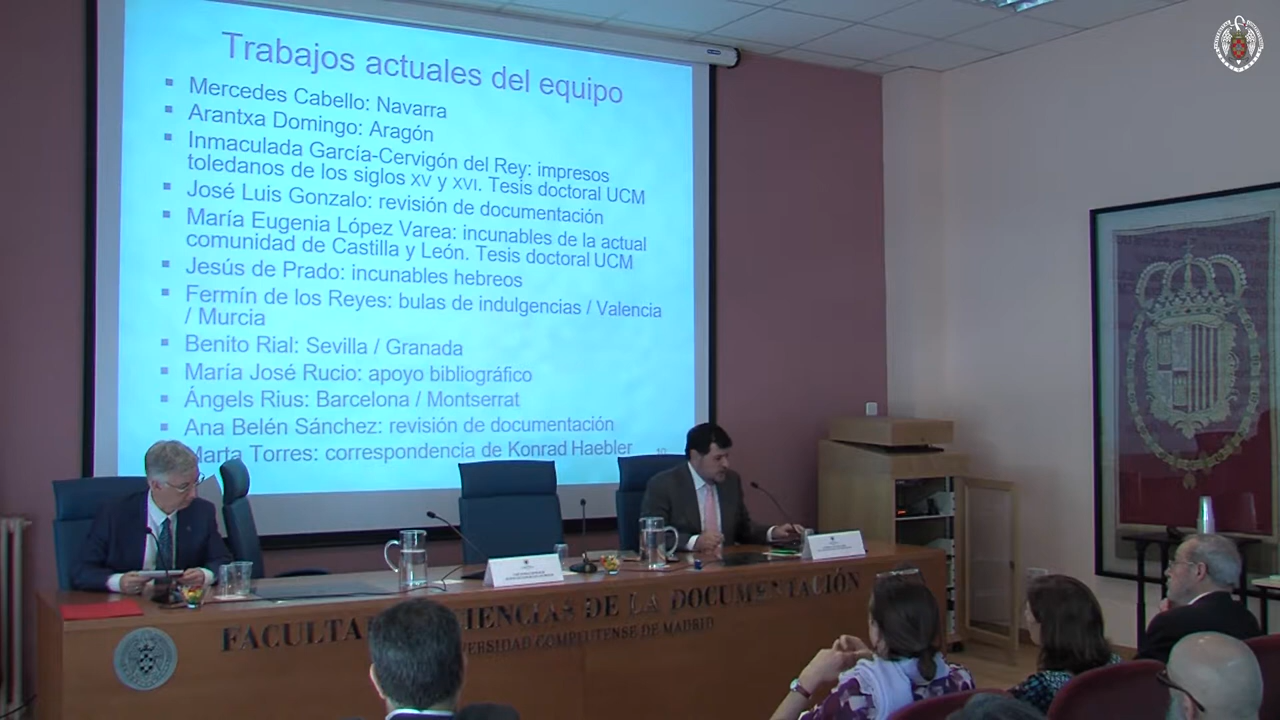 Trabajos actuales del equipo
▪ Mercedes Cabello: Navarra
▪ Arantxa Domingo: Aragón
▪ Inmaculada García-Cervigón del Rey: impresos
toledanos de los siglos XV y XVI. Tesis doctoral UCM
▪ José Luis Gonzalo: revisión de documentación
▪ María Eugenia López Varea: incunables de la actual
comunidad de Castilla y León. Tesis doctoral UCM
▪ Jesús de Prado: incunables hebreos
▪ Fermín de los Reyes: bulas de indulgencias / Valencia
/ Murcia
▪ Benito Rial: Sevilla / Granada
▪ María José Rucio: apoyo bibliográfico
▪ Ángels Rius: Barcelona / Montserrat
▪ Ana Belén Sánchez: revisión de documentación
Marta Torres: correspondencia de Konrad Haebler
10
FACULTA IENCIAS DE LA DOCUMENTACIÓN
VERSIDAD COMPLUTENSE DE MADRID